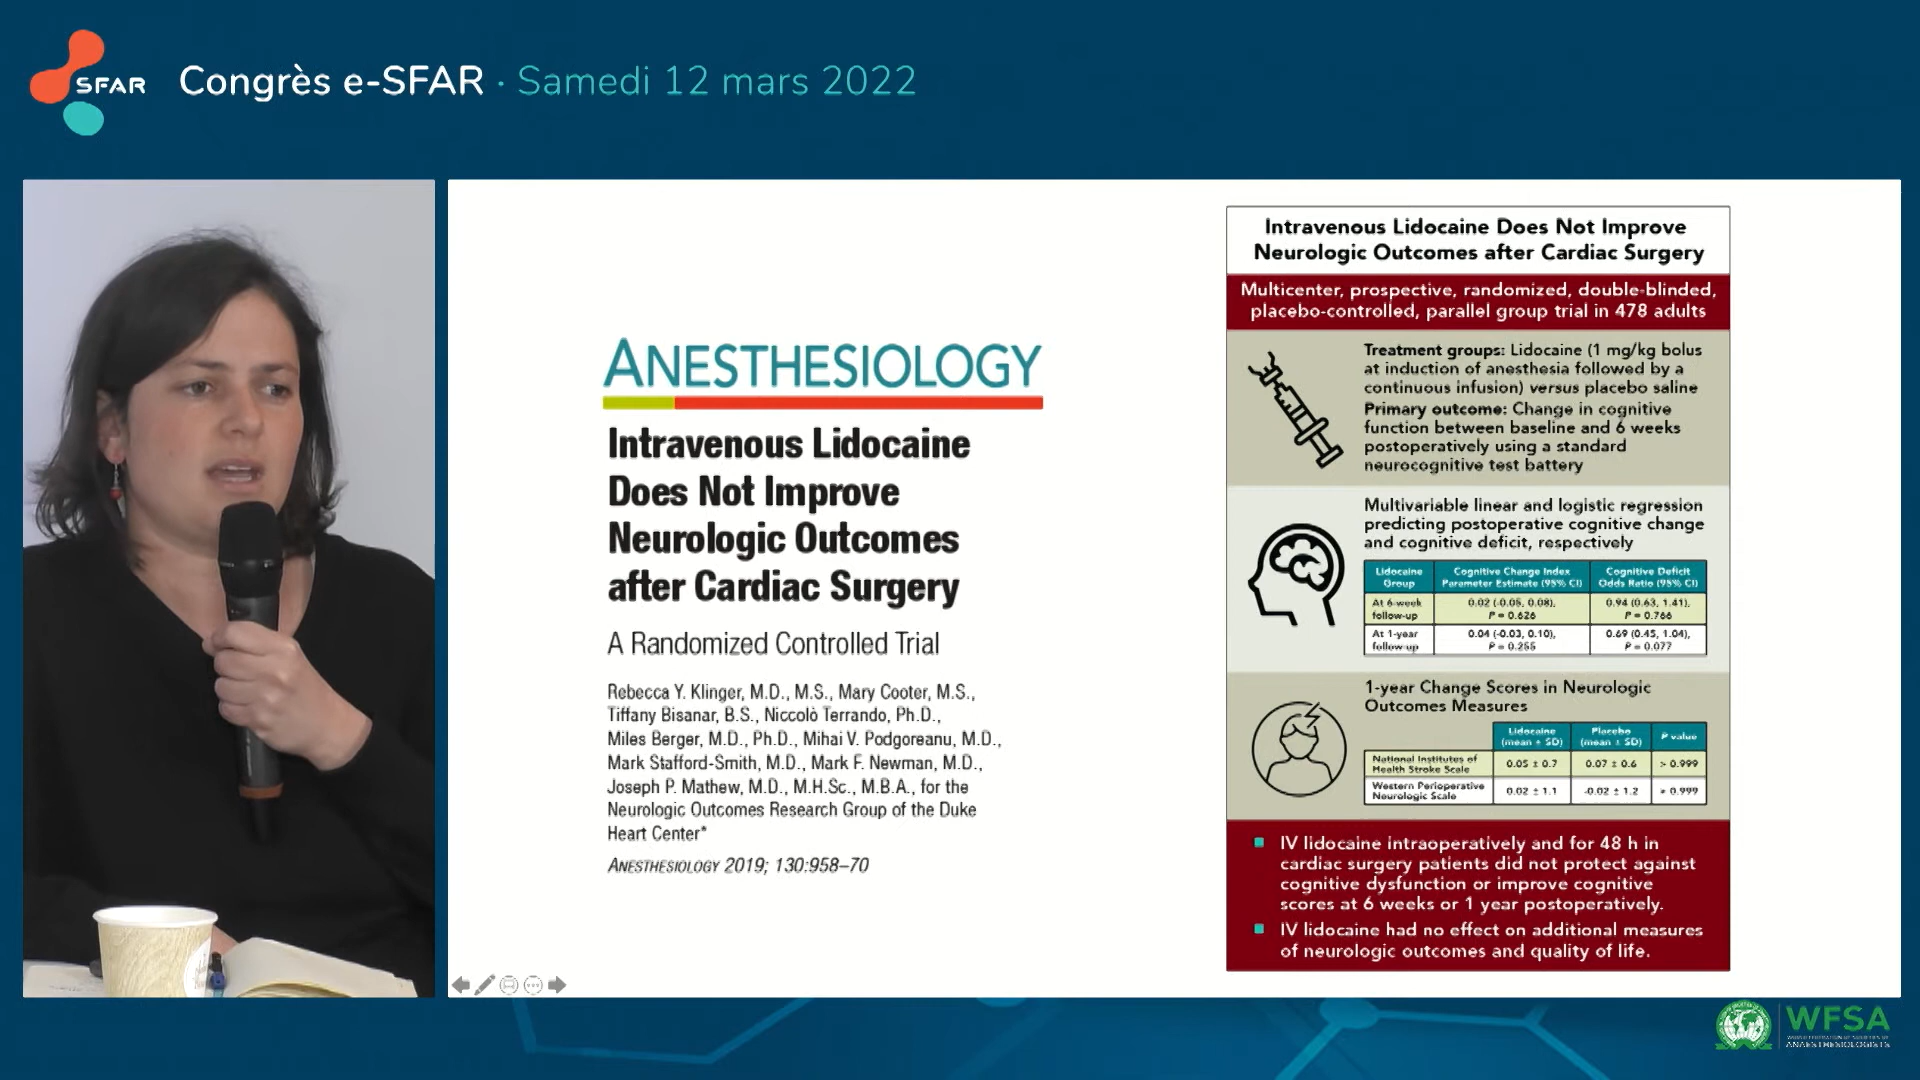 SFAR
Congrès e-SFAR · Samedi 12 mars 2022
ANESTHESIOLOGY
Intravenous Lidocaine
Does Not Improve
Neurologic Outcomes
after Cardiac Surgery
A Randomized Controlled Trial
Rebecca Y. Klinger, M.D., M.S., Mary Cooter, M.S.,
Tiffany Bisanar, B.S., Niccolò Terrando, Ph.D.,
Miles Berger, M.D., Ph.D., Mihai V. Podgoreanu, M.D.,
Mark Stafford-Smith, M.D., Mark F. Newman, M.D.,
Joseph P. Mathew, M.D., M.H.Sc., M.B.A., for the
Neurologic Outcomes Research Group of the Duke
Heart Center*
ANESTHESIOLOGY 2019; 130:958–70
Intravenous Lidocaine Does Not Improve
Neurologic Outcomes after Cardiac Surgery
Multicenter, prospective, randomized, double-blinded,
placebo-controlled, parallel group trial in 478 adults
Treatment groups: Lidocaine (1 mg/kg bolus
at induction of anesthesia followed by a
continuous infusion) versus placebo saline
Primary outcome: Change in cognitive
function between baseline and 6 weeks
postoperatively using a standard
neurocognitive test battery
Multivariable linear and logistic regression
predicting postoperative cognitive change
and cognitive deficit, respectively
Lidocaine Group
Cognitive Change Index Parameter Estimate (95% CI)
Cognitive Deficit Odds Ratio (95% CI)
At 6-week follow-up
0.02 (-0.05, 0.08), P = 0.626
0.94 (0.63, 1.41), P = 0.766
At 1-year follow-up
0.04 (-0.03, 0.10), P = 0.255
0.69 (0.45, 1.04), P = 0.077
1-year Change Scores in Neurologic
Outcomes Measures
Lidocaine (mean ± SD)
Placebo (mean ± SD)
P value
National Institutes of Health Stroke Scale
0.05 ± 0.7
0.07 ± 0.6
> 0.999
Western Perioperative Neurologic Scale
0.02 ± 1.1
-0.02 ± 1.2
> 0.999
IV lidocaine intraoperatively and for 48 h in
cardiac surgery patients did not protect against
cognitive dysfunction or improve cognitive
scores at 6 weeks or 1 year postoperatively.
IV lidocaine had no effect on additional measures
of neurologic outcomes and quality of life.
WFSA
WORLD FEDERATION OF SOCIETIES OF
ANAESTHESIOLOGISTS